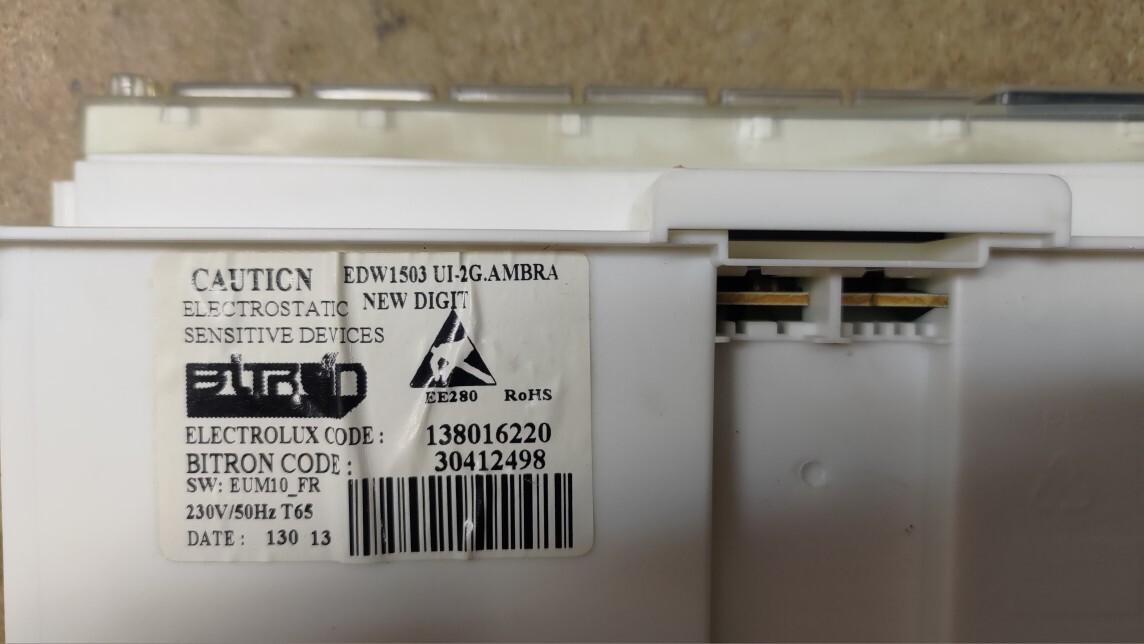 CAUTICN
EDW1503 UI-2G.AMBRA
ELECTROSTATIC
NEW DIGIT
SENSITIVE DEVICES
BITRON
EE280 RoHS
ELECTROLUX CODE: 138016220
BITRON CODE: 30412498
SW: EUM10_FR
230V/50Hz T65
DATE: 130 13